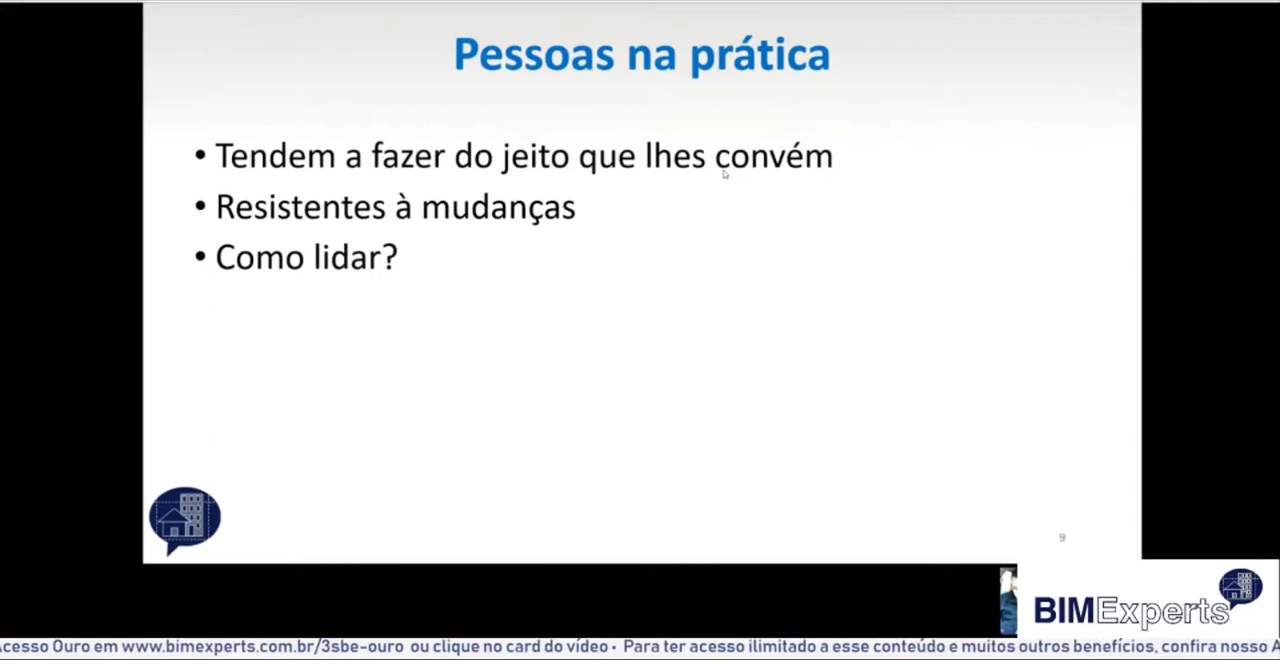 Pessoas na prática
• Tendem a fazer do jeito que lhes convém
• Resistentes à mudanças
• Como lidar?
9
BIMExperts
Acesso Ouro em www.bimexperts.com.br/3sbe-ouro ou clique no card do vídeo • Para ter acesso ilimitado a esse conteúdo e muitos outros benefícios, confira nosso A